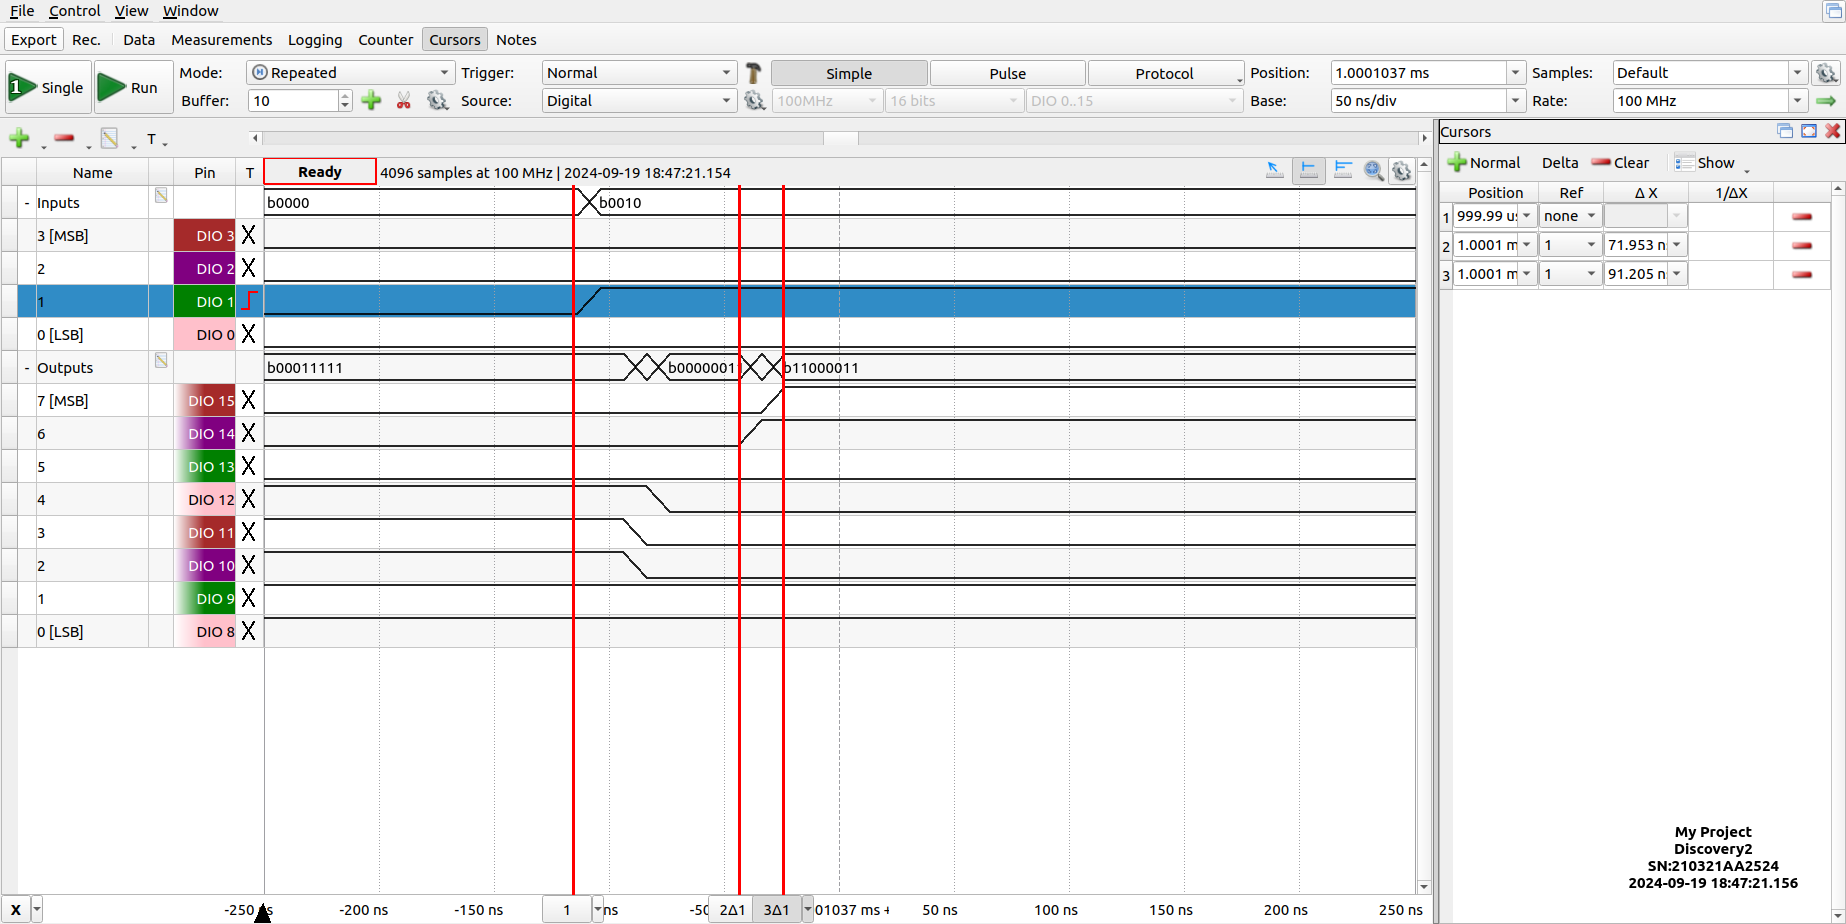 File Control View Window
Export Rec. Data Measurements Logging Counter Cursors Notes
1 Single Run Mode: Repeated Trigger: Normal Simple Pulse Protocol Position: 1.0001037 ms Samples: Default
Buffer: 10 Source: Digital 100MHz 16 bits DIO 0..15 Base: 50 ns/div Rate: 100 MHz
T
Name Pin T Ready 4096 samples at 100 MHz | 2024-09-19 18:47:21.154
- Inputs b0000 b0010
3 [MSB] DIO 3 X
2 DIO 2 X
1 DIO 1
0 [LSB] DIO 0 X
- Outputs b00011111 b0000001 b11000011
7 [MSB] DIO 15 X
6 DIO 14 X
5 DIO 13 X
4 DIO 12 X
3 DIO 11 X
2 DIO 10 X
1 DIO 9 X
0 [LSB] DIO 8 X
X -250 -200 ns -150 ns 1 ns -50 2Δ1 3Δ1 01037 ms + 50 ns 100 ns 150 ns 200 ns 250 ns
Cursors
Normal Delta Clear Show
Position Ref Δ X 1/ΔX
1 999.99 u none
2 1.0001 m 1 71.953 n
3 1.0001 m 1 91.205 n
My Project
Discovery2
SN:210321AA2524
2024-09-19 18:47:21.156